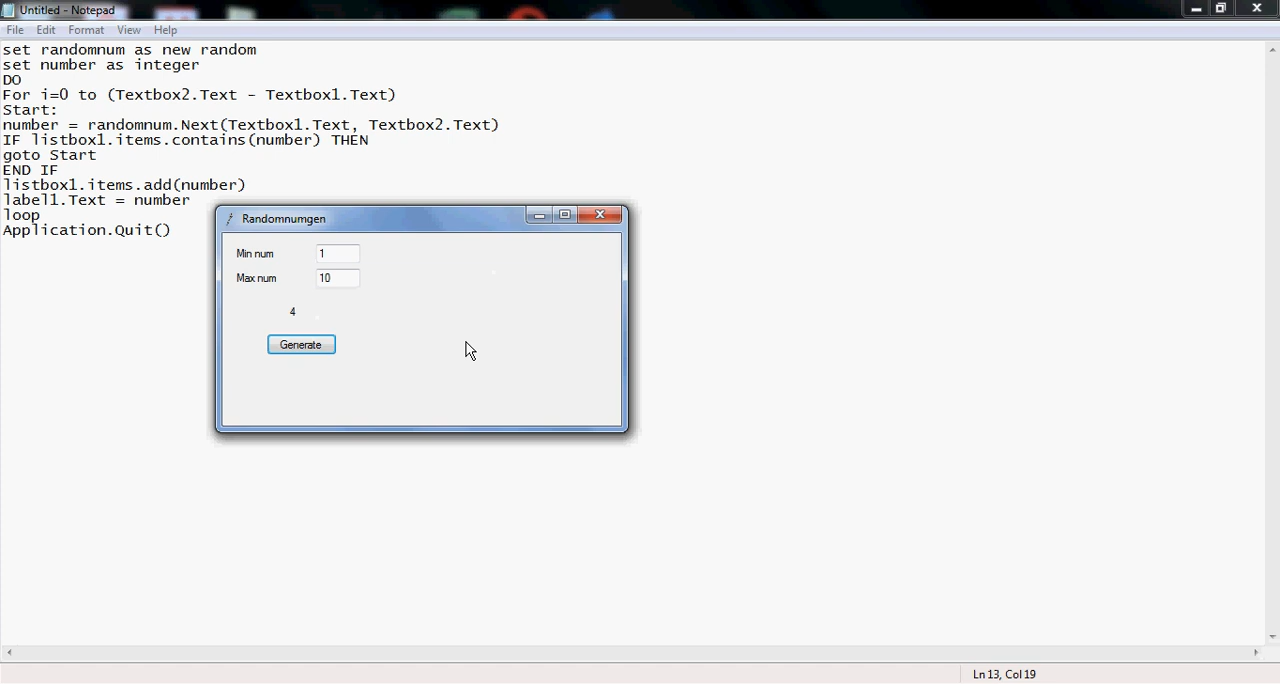 Untitled - Notepad
File Edit Format View Help
set randomnum as new random
set number as integer
DO
For i=0 to (Textbox2.Text - Textbox1.Text)
Start:
number = randomnum.Next(Textbox1.Text, Textbox2.Text)
IF listbox1.items.contains(number) THEN
goto Start
END IF
listbox1.items.add(number)
label1.Text = number
loop
Application.Quit()
Randomnumgen
Min num 1
Max num 10
4
Generate
Ln 13, Col 19